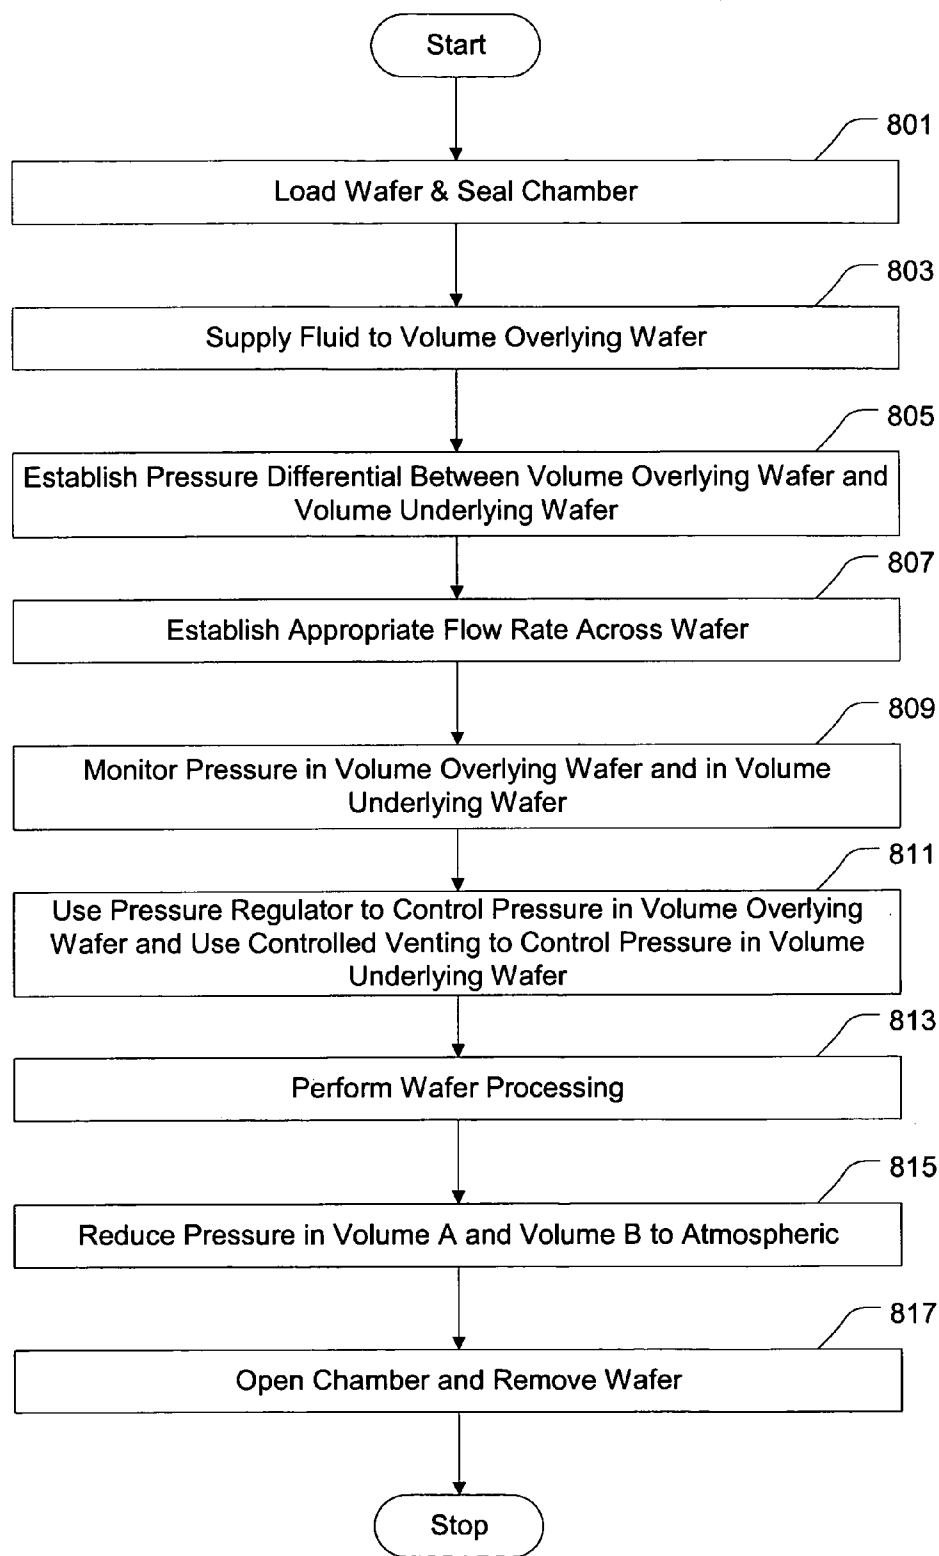 Start
801
Load Wafer & Seal Chamber
803
Supply Fluid to Volume Overlying Wafer
805
Establish Pressure Differential Between Volume Overlying Wafer and
Volume Underlying Wafer
807
Establish Appropriate Flow Rate Across Wafer
809
Monitor Pressure in Volume Overlying Wafer and in Volume
Underlying Wafer
811
Use Pressure Regulator to Control Pressure in Volume Overlying
Wafer and Use Controlled Venting to Control Pressure in Volume
Underlying Wafer
813
Perform Wafer Processing
815
Reduce Pressure in Volume A and Volume B to Atmospheric
817
Open Chamber and Remove Wafer
Stop